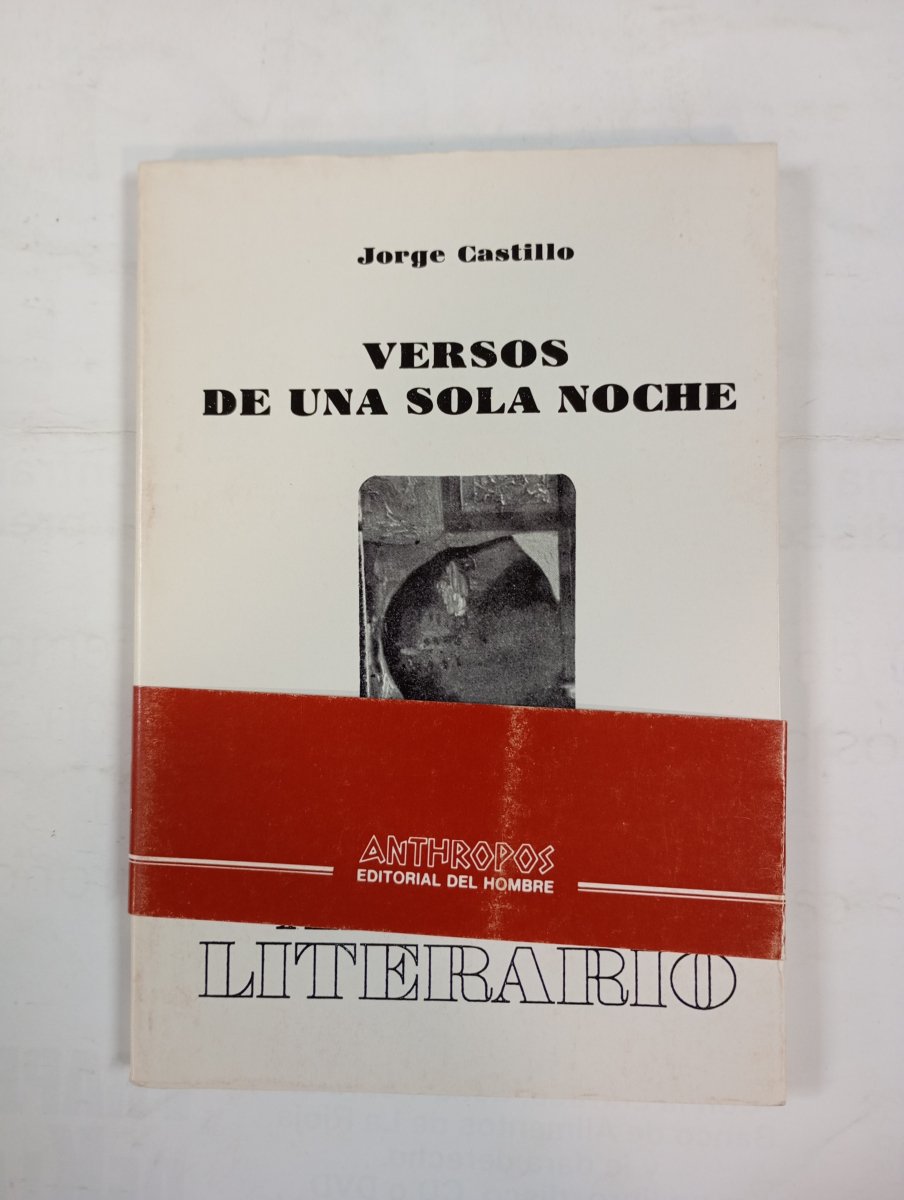 Jorge Castillo
VERSOS
DE UNA SOLA NOCHE
ANTHROPOS
EDITORIAL DEL HOMBRE
LITERARIO